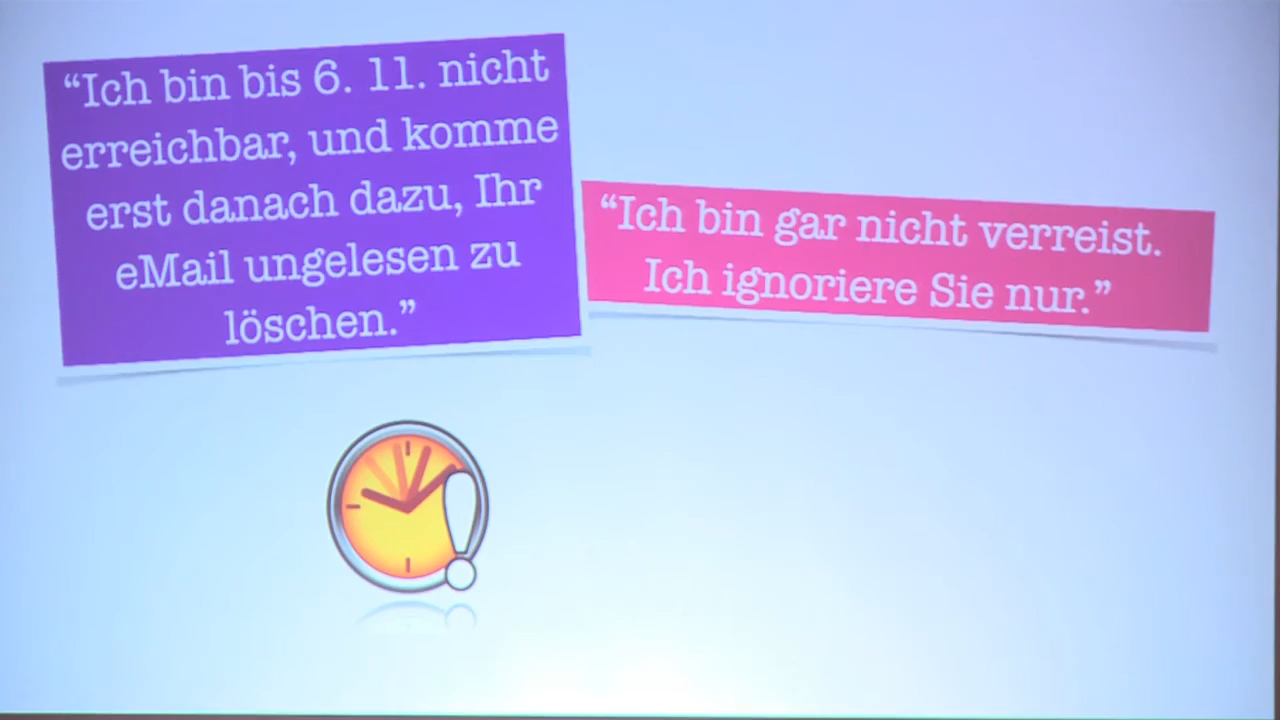 “Ich bin bis 6. 11. nicht
erreichbar, und komme
erst danach dazu, Ihr
eMail ungelesen zu
löschen.”
“Ich bin gar nicht verreist.
Ich ignoriere Sie nur.”